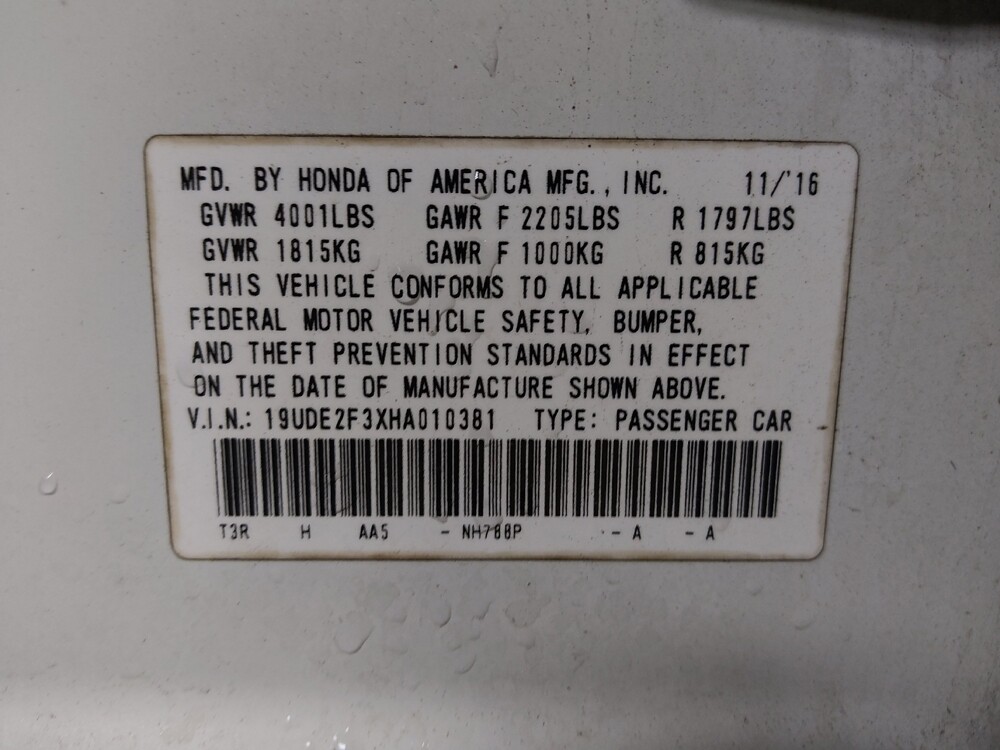 MFD. BY HONDA OF AMERICA MFG., INC. 11/'16
GVWR 4001LBS GAWR F 2205LBS R 1797LBS
GVWR 1815KG GAWR F 1000KG R 815KG
THIS VEHICLE CONFORMS TO ALL APPLICABLE
FEDERAL MOTOR VEHICLE SAFETY, BUMPER,
AND THEFT PREVENTION STANDARDS IN EFFECT
ON THE DATE OF MANUFACTURE SHOWN ABOVE.
V.I.N.: 19UDE2F3XHA010381 TYPE: PASSENGER CAR
T3R H AA5 - NH788P - A - A